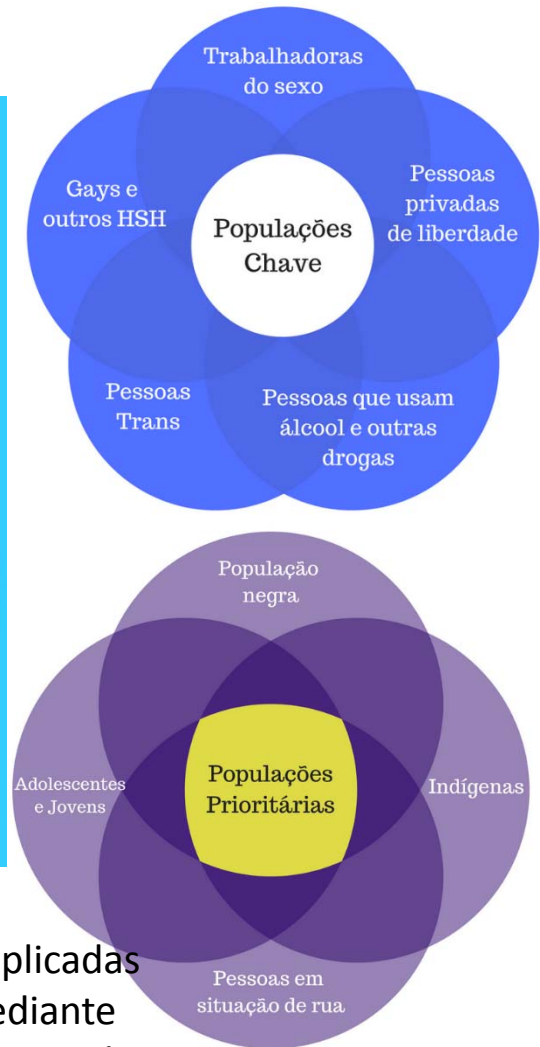 Trabalhadoras
do sexo
Gays e
outros HSH
Pessoas
privadas
de liberdade
Populações
Chave
Pessoas
Trans
Pessoas que usam
álcool e outras
drogas
População
negra
Adolescentes
e Jovens
Populações
Prioritárias
Indígenas
Pessoas em
situação de rua
plicadas
ediante